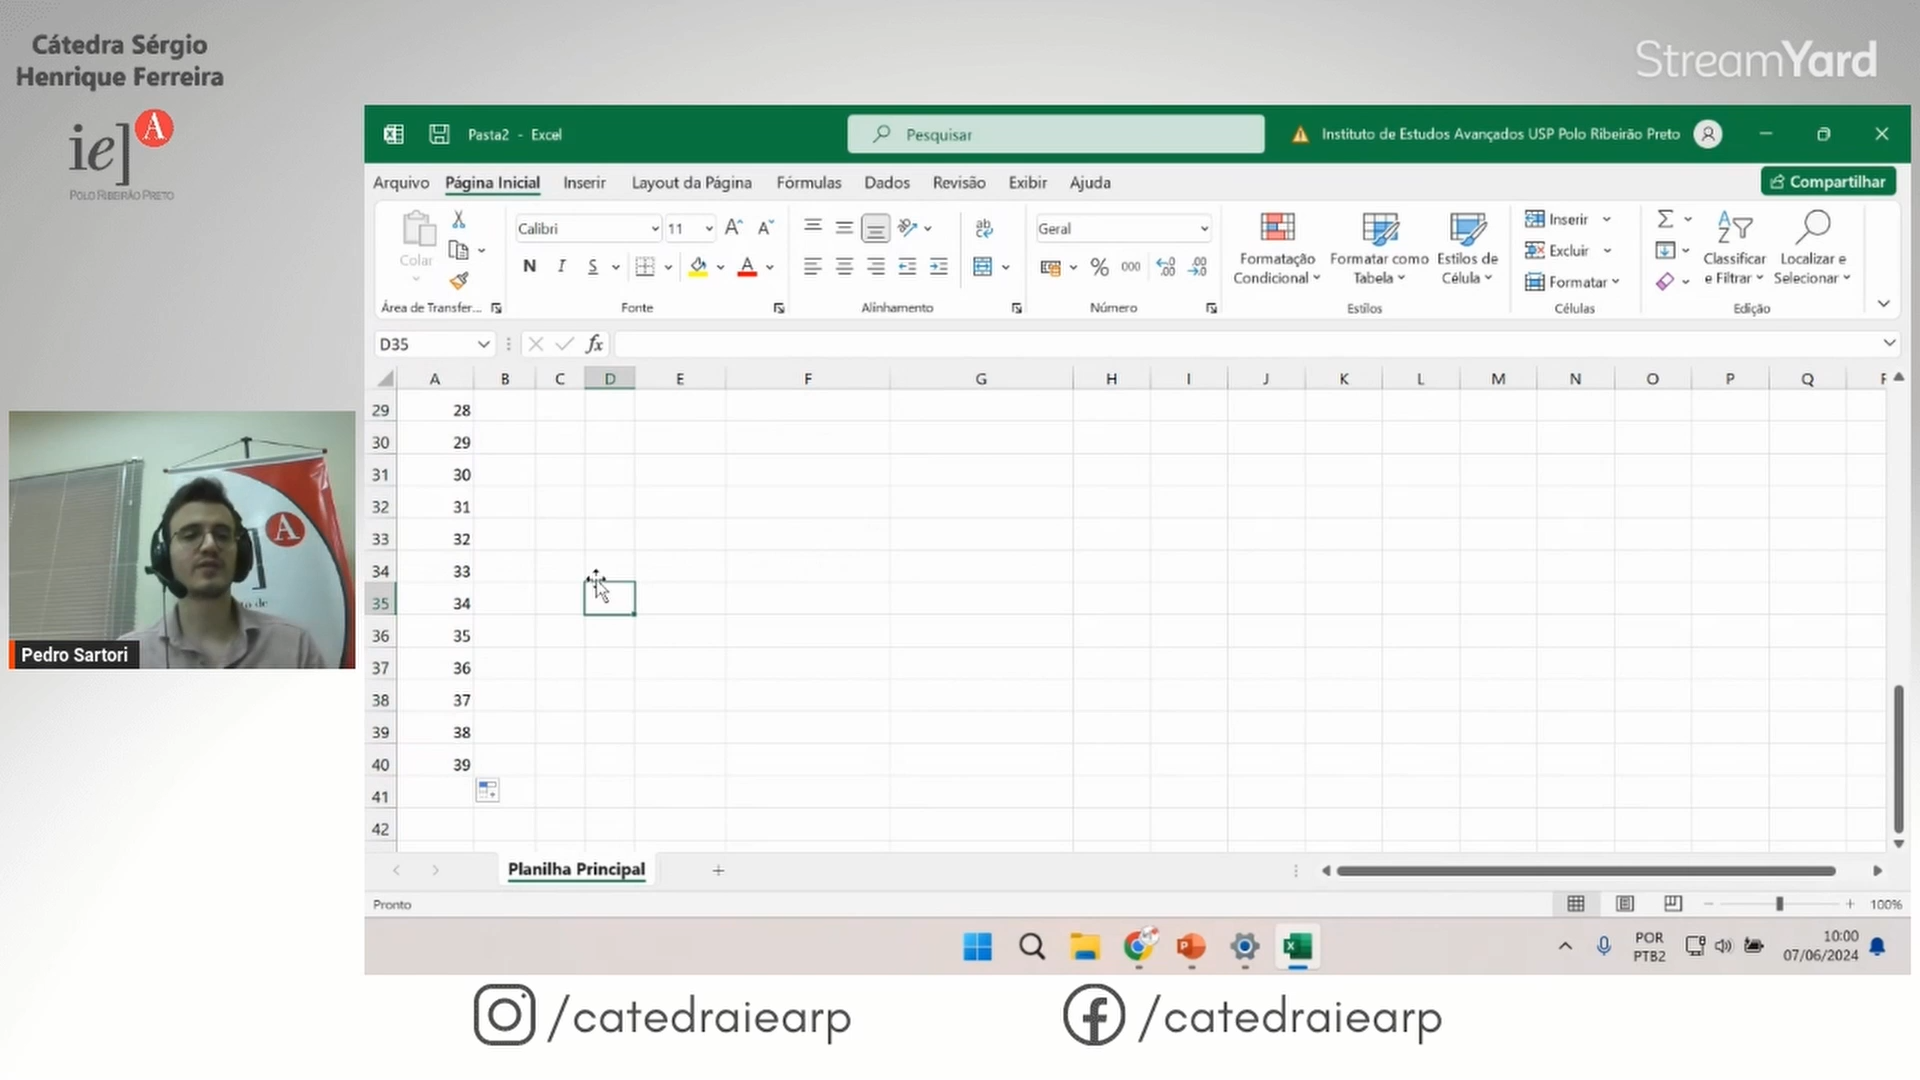 Cátedra Sérgio
Henrique Ferreira
ie] A
POLO RIBEIRÃO PRETO
StreamYard
Pasta2 - Excel
Pesquisar
Instituto de Estudos Avançados USP Polo Ribeirão Preto
Arquivo Página Inicial Inserir Layout da Página Fórmulas Dados Revisão Exibir Ajuda
Compartilhar
Colar
Calibri 11
Geral
N I S
% 000
Formatação Condicional
Formatar como Tabela
Estilos de Célula
Inserir
Excluir
Formatar
Classificar e Filtrar
Localizar e Selecionar
Área de Transfer... Fonte Alinhamento Número Estilos Células Edição
D35 fx
A B C D E F G H I J K L M N O P Q
29 28
30 29
31 30
32 31
33 32
34 33
35 34
36 35
37 36
38 37
39 38
40 39
41
42
Planilha Principal
Pronto
100%
POR
PTB2
10:00
07/06/2024
A
Pedro Sartori
/catedraiearp
/catedraiearp